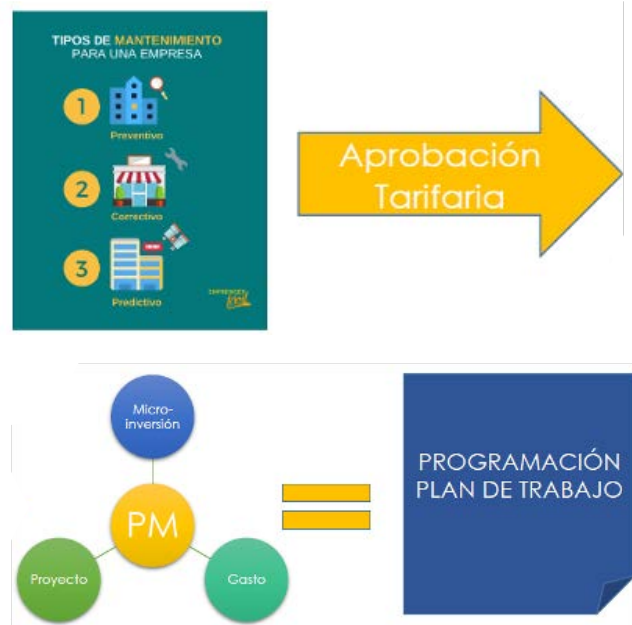 TIPOS DE MANTENIMIENTO
PARA UNA EMPRESA
1
Preventivo
2
Correctivo
3
Predictivo
Aprobación
Tarifaria
Micro-
inversión
PM
Proyecto
Gasto
PROGRAMACIÓN
PLAN DE TRABAJO